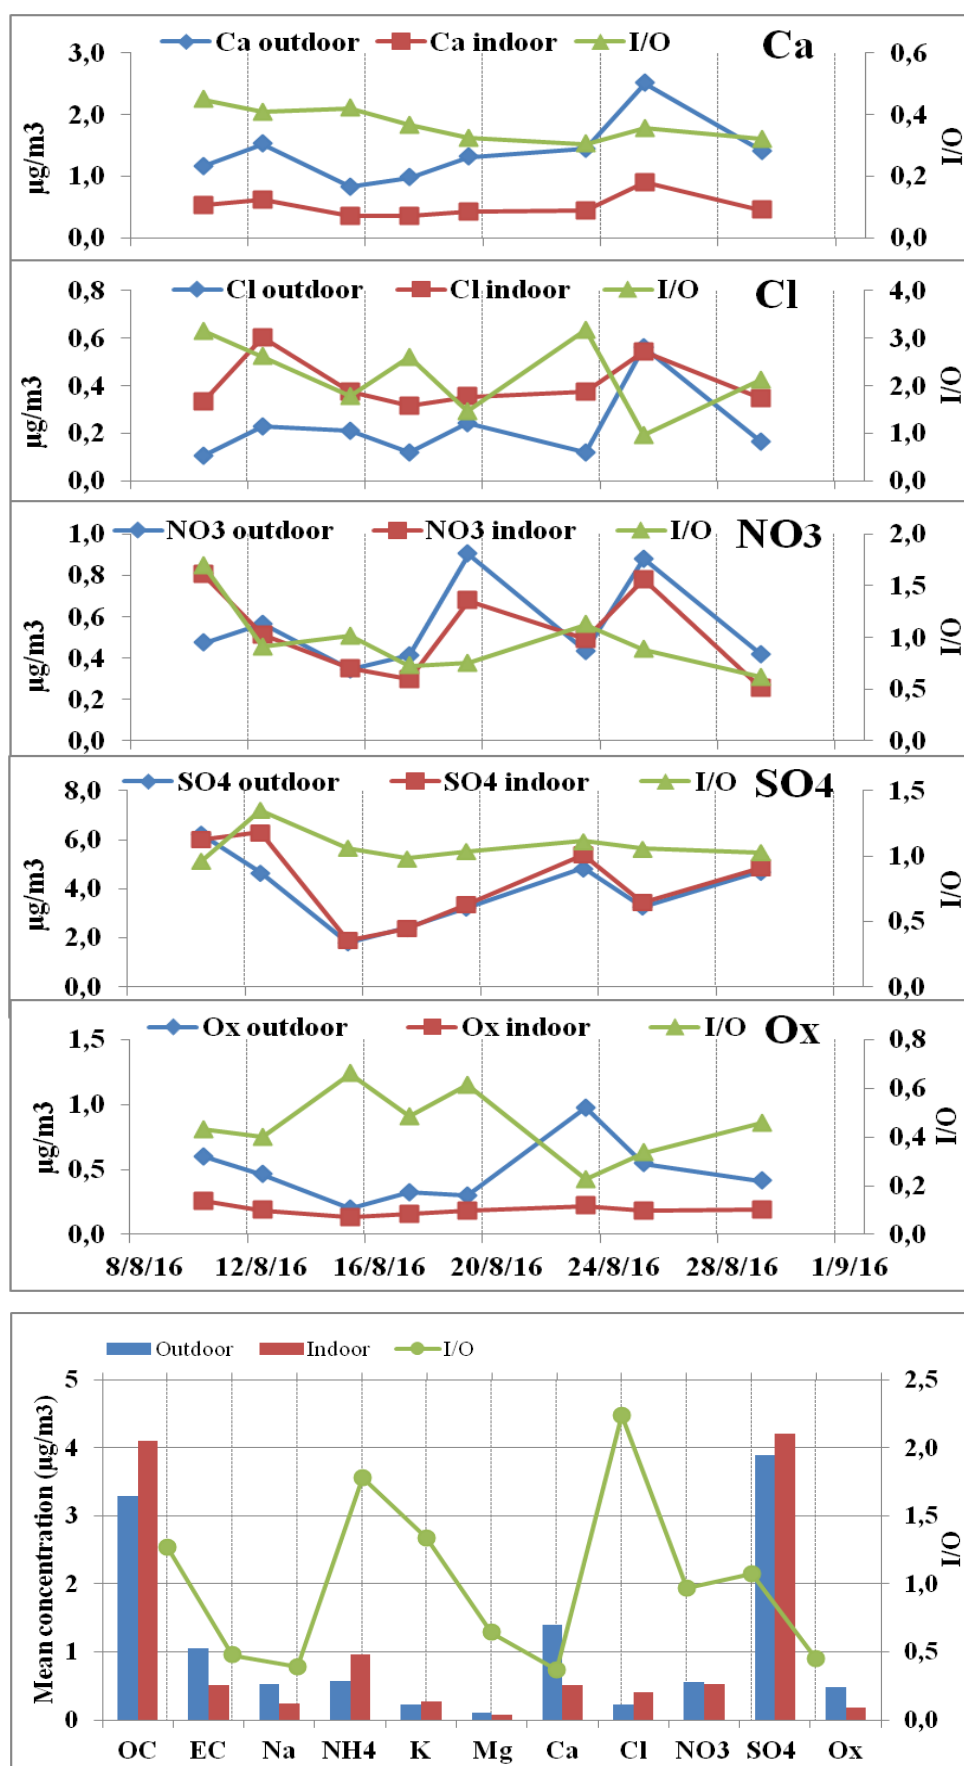 Ca outdoor Ca indoor I/O Ca
3,0 0,6
2,0 0,4
1,0 0,2
0,0 0,0
µg/m3
I/O
Cl outdoor Cl indoor I/O Cl
0,8 4,0
0,6 3,0
0,4 2,0
0,2 1,0
0,0 0,0
µg/m3
I/O
NO3 outdoor NO3 indoor I/O NO3
1,0 2,0
0,8 1,5
0,6 1,0
0,4 0,5
0,2 0,0
0,0
µg/m3
I/O
SO4 outdoor SO4 indoor I/O SO4
8,0 1,5
6,0 1,0
4,0 0,5
2,0 0,0
0,0
µg/m3
I/O
Ox outdoor Ox indoor I/O Ox
1,5 0,8
1,0 0,6
0,5 0,4
0,0 0,2
0,0
µg/m3
I/O
8/8/16 12/8/16 16/8/16 20/8/16 24/8/16 28/8/16 1/9/16
Outdoor Indoor I/O
5 2,5
4 2,0
3 1,5
2 1,0
1 0,5
0 0,0
Mean concentration (µg/m3)
I/O
OC EC Na NH4 K Mg Ca Cl NO3 SO4 Ox